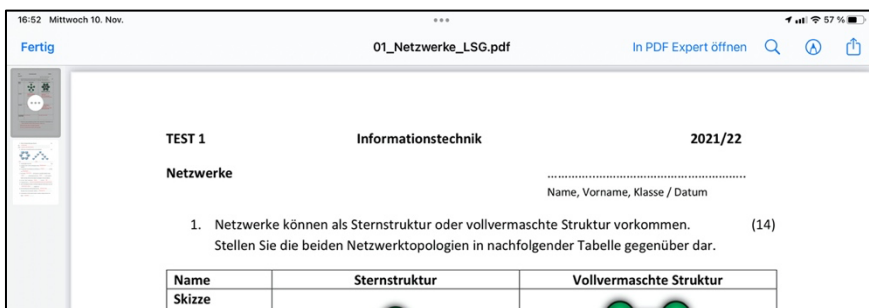 16:52 Mittwoch 10. Nov. 57 %
Fertig 01_Netzwerke_LSG.pdf In PDF Expert öffnen
TEST 1 Informationstechnik 2021/22
Netzwerke ........................................................
Name, Vorname, Klasse / Datum
1. Netzwerke können als Sternstruktur oder vollvermaschte Struktur vorkommen. (14)
Stellen Sie die beiden Netzwerktopologien in nachfolgender Tabelle gegenüber dar.
Name Sternstruktur Vollvermaschte Struktur
Skizze